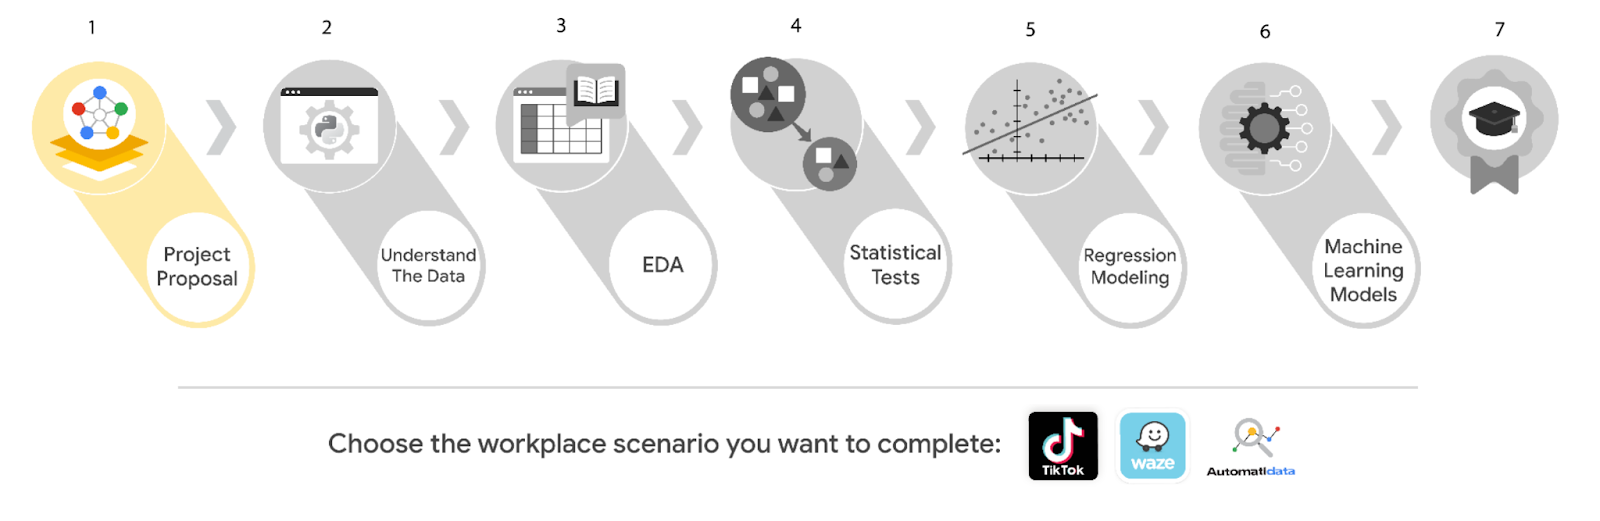 1
2
3
4
5
6
7
Project
Proposal
Understand
The Data
EDA
Statistical
Tests
Regression
Modeling
Machine
Learning
Models
Choose the workplace scenario you want to complete:
TikTok
waze
Automatidata